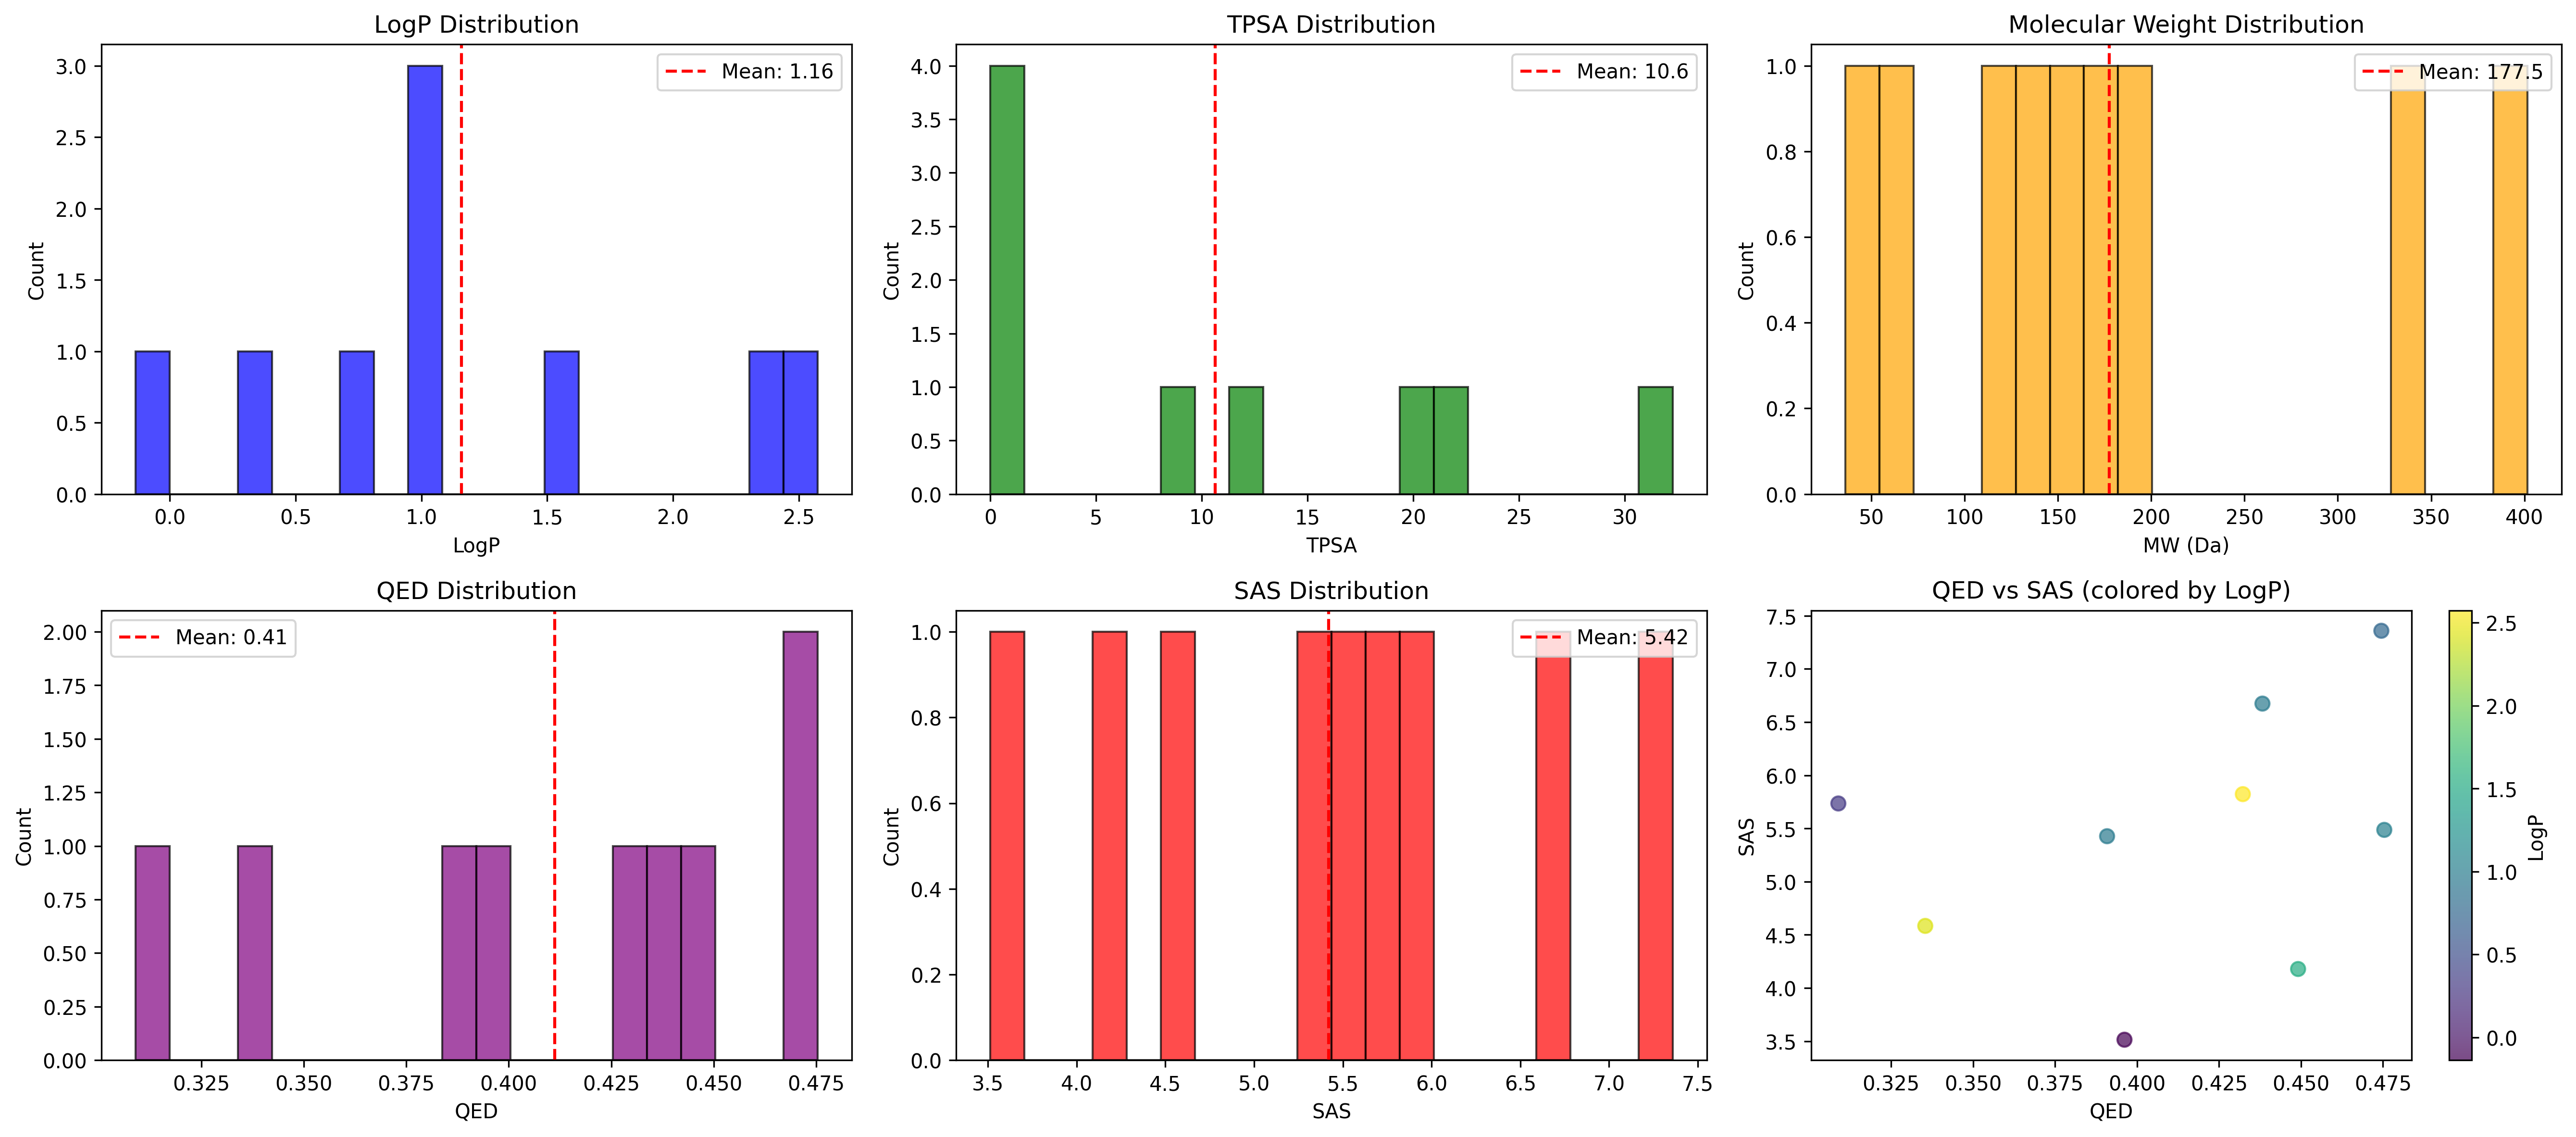 LogP Distribution
Mean: 1.16
3.0
2.5
2.0
1.5
1.0
0.5
0.0
Count
0.0 0.5 1.0 1.5 2.0 2.5
LogP
TPSA Distribution
Mean: 10.6
4.0
3.5
3.0
2.5
2.0
1.5
1.0
0.5
0.0
Count
0 5 10 15 20 25 30
TPSA
Molecular Weight Distribution
Mean: 177.5
1.0
0.8
0.6
0.4
0.2
0.0
Count
50 100 150 200 250 300 350 400
MW (Da)
QED Distribution
Mean: 0.41
2.00
1.75
1.50
1.25
1.00
0.75
0.50
0.25
0.00
Count
0.325 0.350 0.375 0.400 0.425 0.450 0.475
QED
SAS Distribution
Mean: 5.42
1.0
0.8
0.6
0.4
0.2
0.0
Count
3.5 4.0 4.5 5.0 5.5 6.0 6.5 7.0 7.5
SAS
QED vs SAS (colored by LogP)
7.5
7.0
6.5
6.0
5.5
5.0
4.5
4.0
3.5
SAS
0.325 0.350 0.375 0.400 0.425 0.450 0.475
QED
2.5
2.0
1.5
1.0
0.5
0.0
LogP